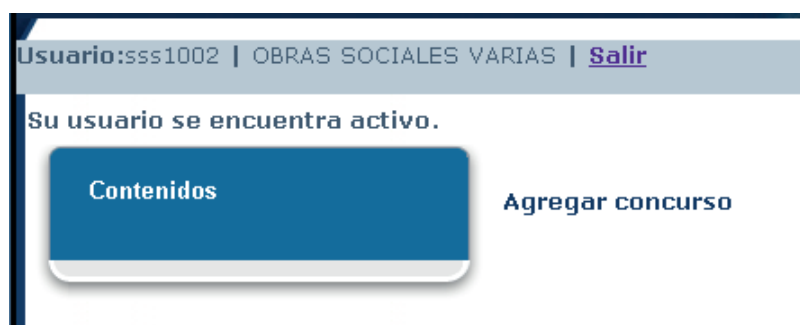 Usuario:sss1002 | OBRAS SOCIALES VARIAS | Salir
Su usuario se encuentra activo.
Contenidos
Agregar concurso